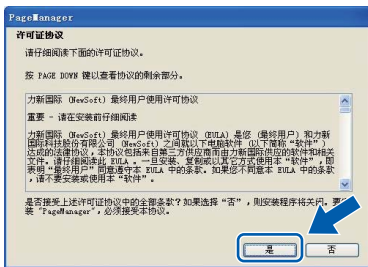 PageManager
许可证协议
请仔细阅读下面的许可证协议。
按 PAGE DOWN 键以查看协议的剩余部分。
力新国际 (NewSoft) 最终用户使用许可协议
重要 - 请在安装前仔细阅读
力新国际 (NewSoft) 最终用户使用许可协议 (EULA) 是您 (最终用户) 和力新
国际科技股份有限公司 (NewSoft) 之间就以下电脑软件 (以下简称“软件”)
达成的法律协议。本协议包括来自第三方供应商而由力新国际供应的软件和相关
文件。请仔细阅读此 EULA 。一旦安装、复制或以其它方式使用本“软件”，即
表明“最终用户”同意遵守本 EULA 中的条款。如果您不同意本 EULA 中的条款
，请不要安装或使用本“软件”。
是否接受上述许可证协议中的全部条款？如果选择“否”，则安装程序将关闭。要
装“PageManager”，必须接受本协议。
是
否